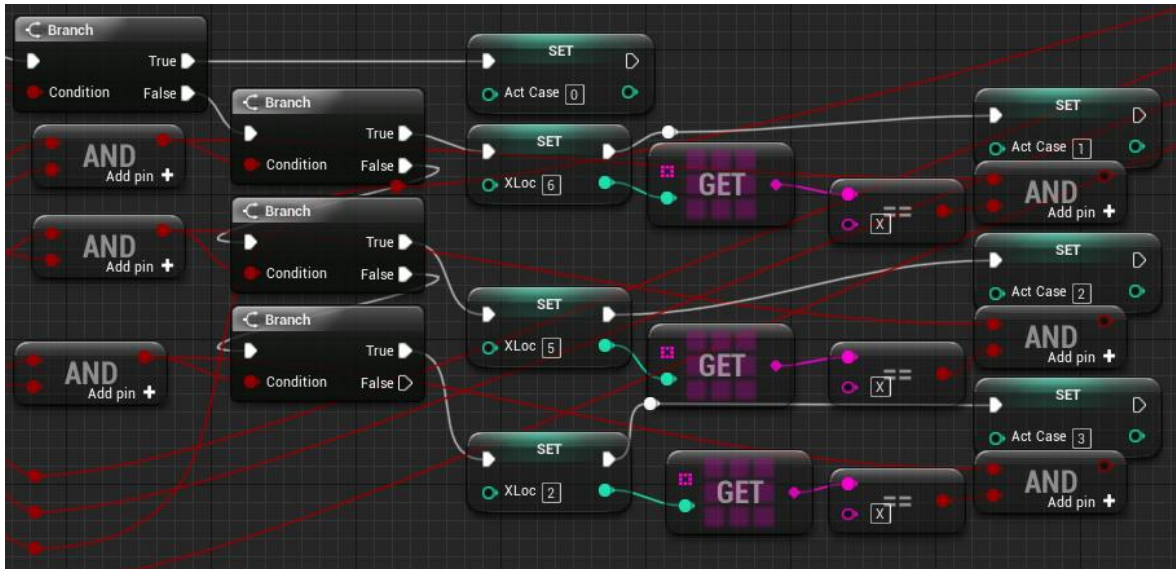 Branch
True
Condition
False
SET
Act Case 0
AND
Add pin +
Branch
True
Condition
False
SET
XLoc 6
GET
==
X
SET
Act Case 1
AND
Add pin +
AND
Add pin +
Branch
True
Condition
False
SET
XLoc 5
GET
==
X
SET
Act Case 2
AND
Add pin +
AND
Add pin +
Branch
True
Condition
False
SET
XLoc 2
GET
==
X
SET
Act Case 3
AND
Add pin +